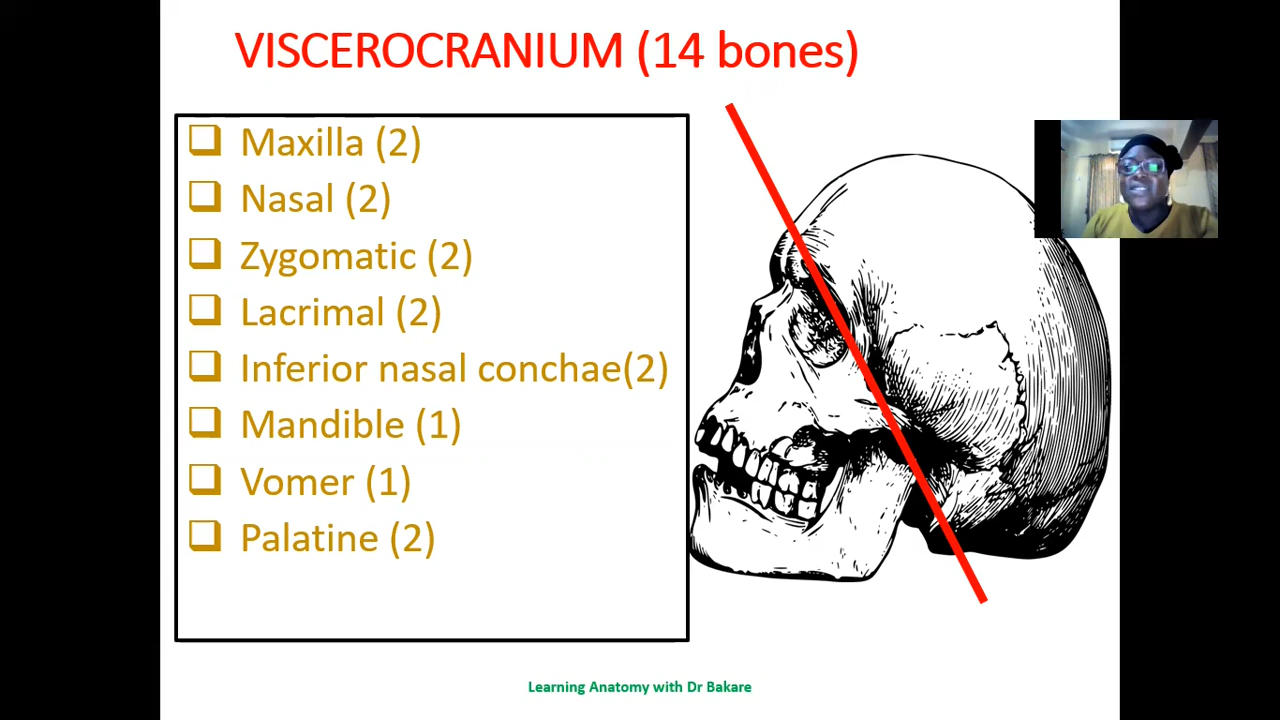 VISCEROCRANIUM (14 bones)
Maxilla (2)
Nasal (2)
Zygomatic (2)
Lacrimal (2)
Inferior nasal conchae(2)
Mandible (1)
Vomer (1)
Palatine (2)
Learning Anatomy with Dr Bakare